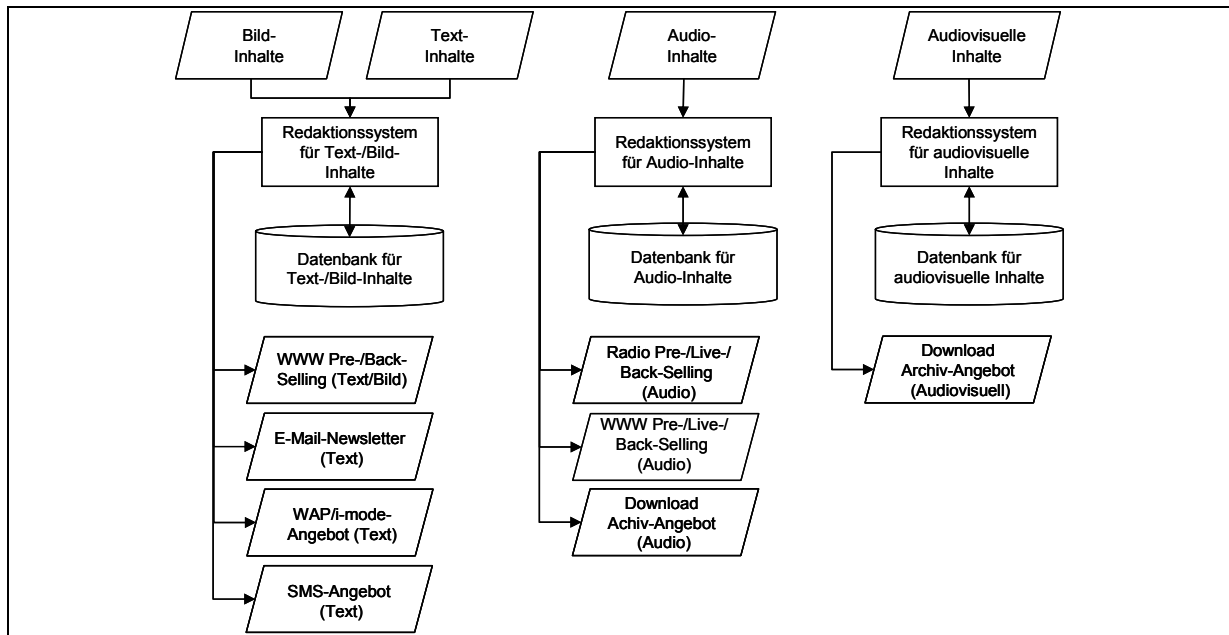 Bild-
Inhalte
Text-
Inhalte
Audio-
Inhalte
Audiovisuelle
Inhalte
Redaktionssystem
für Text-/Bild-
Inhalte
Redaktionssystem
für Audio-Inhalte
Redaktionssystem
für audiovisuelle
Inhalte
Datenbank für
Text-/Bild-Inhalte
Datenbank für
Audio-Inhalte
Datenbank für
audiovisuelle Inhalte
WWW Pre-/Back-
Selling (Text/Bild)
E-Mail-Newsletter
(Text)
WAP/i-mode-
Angebot (Text)
SMS-Angebot
(Text)
Radio Pre-/Live-/
Back-Selling
(Audio)
WWW Pre-/Live-/
Back-Selling
(Audio)
Download
Achiv-Angebot
(Audio)
Download
Archiv-Angebot
(Audiovisuell)